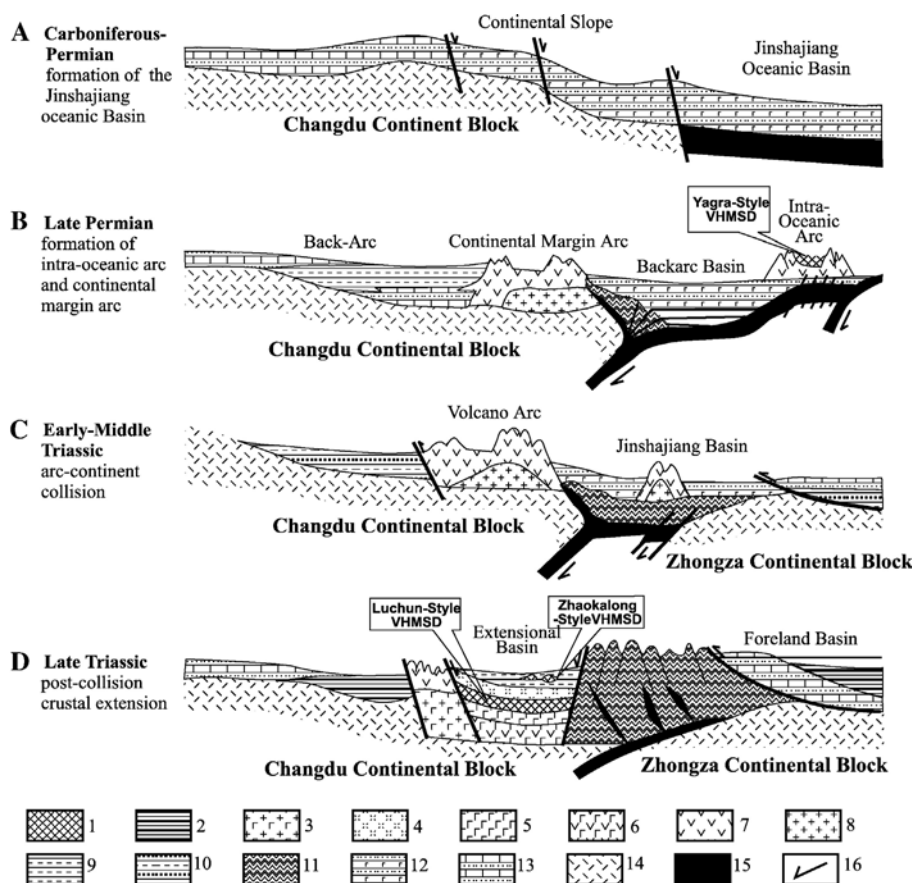 A Carboniferous-
Permian
formation of the
Jinshajiang
oceanic Basin
Continental Slope
Jinshajiang
Oceanic Basin
Changdu Continent Block
B Late Permian
formation of
intra-oceanic arc
and continental
margin arc
Back-Arc
Continental Margin Arc
Yagra-Style
VHMSD
Intra-
Oceanic
Arc
Backarc Basin
Changdu Continental Block
C Early-Middle
Triassic
arc-continent
collision
Volcano Arc
Jinshajiang Basin
Changdu Continental Block
Zhongza Continental Block
D Late Triassic
post-collision
crustal extension
Luchun-Style
VHMSD
Extensional
Basin
Zhaokalong
-StyleVHMSD
Foreland Basin
Changdu Continental Block
Zhongza Continental Block
1 2 3 4 5 6 7 8
9 10 11 12 13 14 15 16